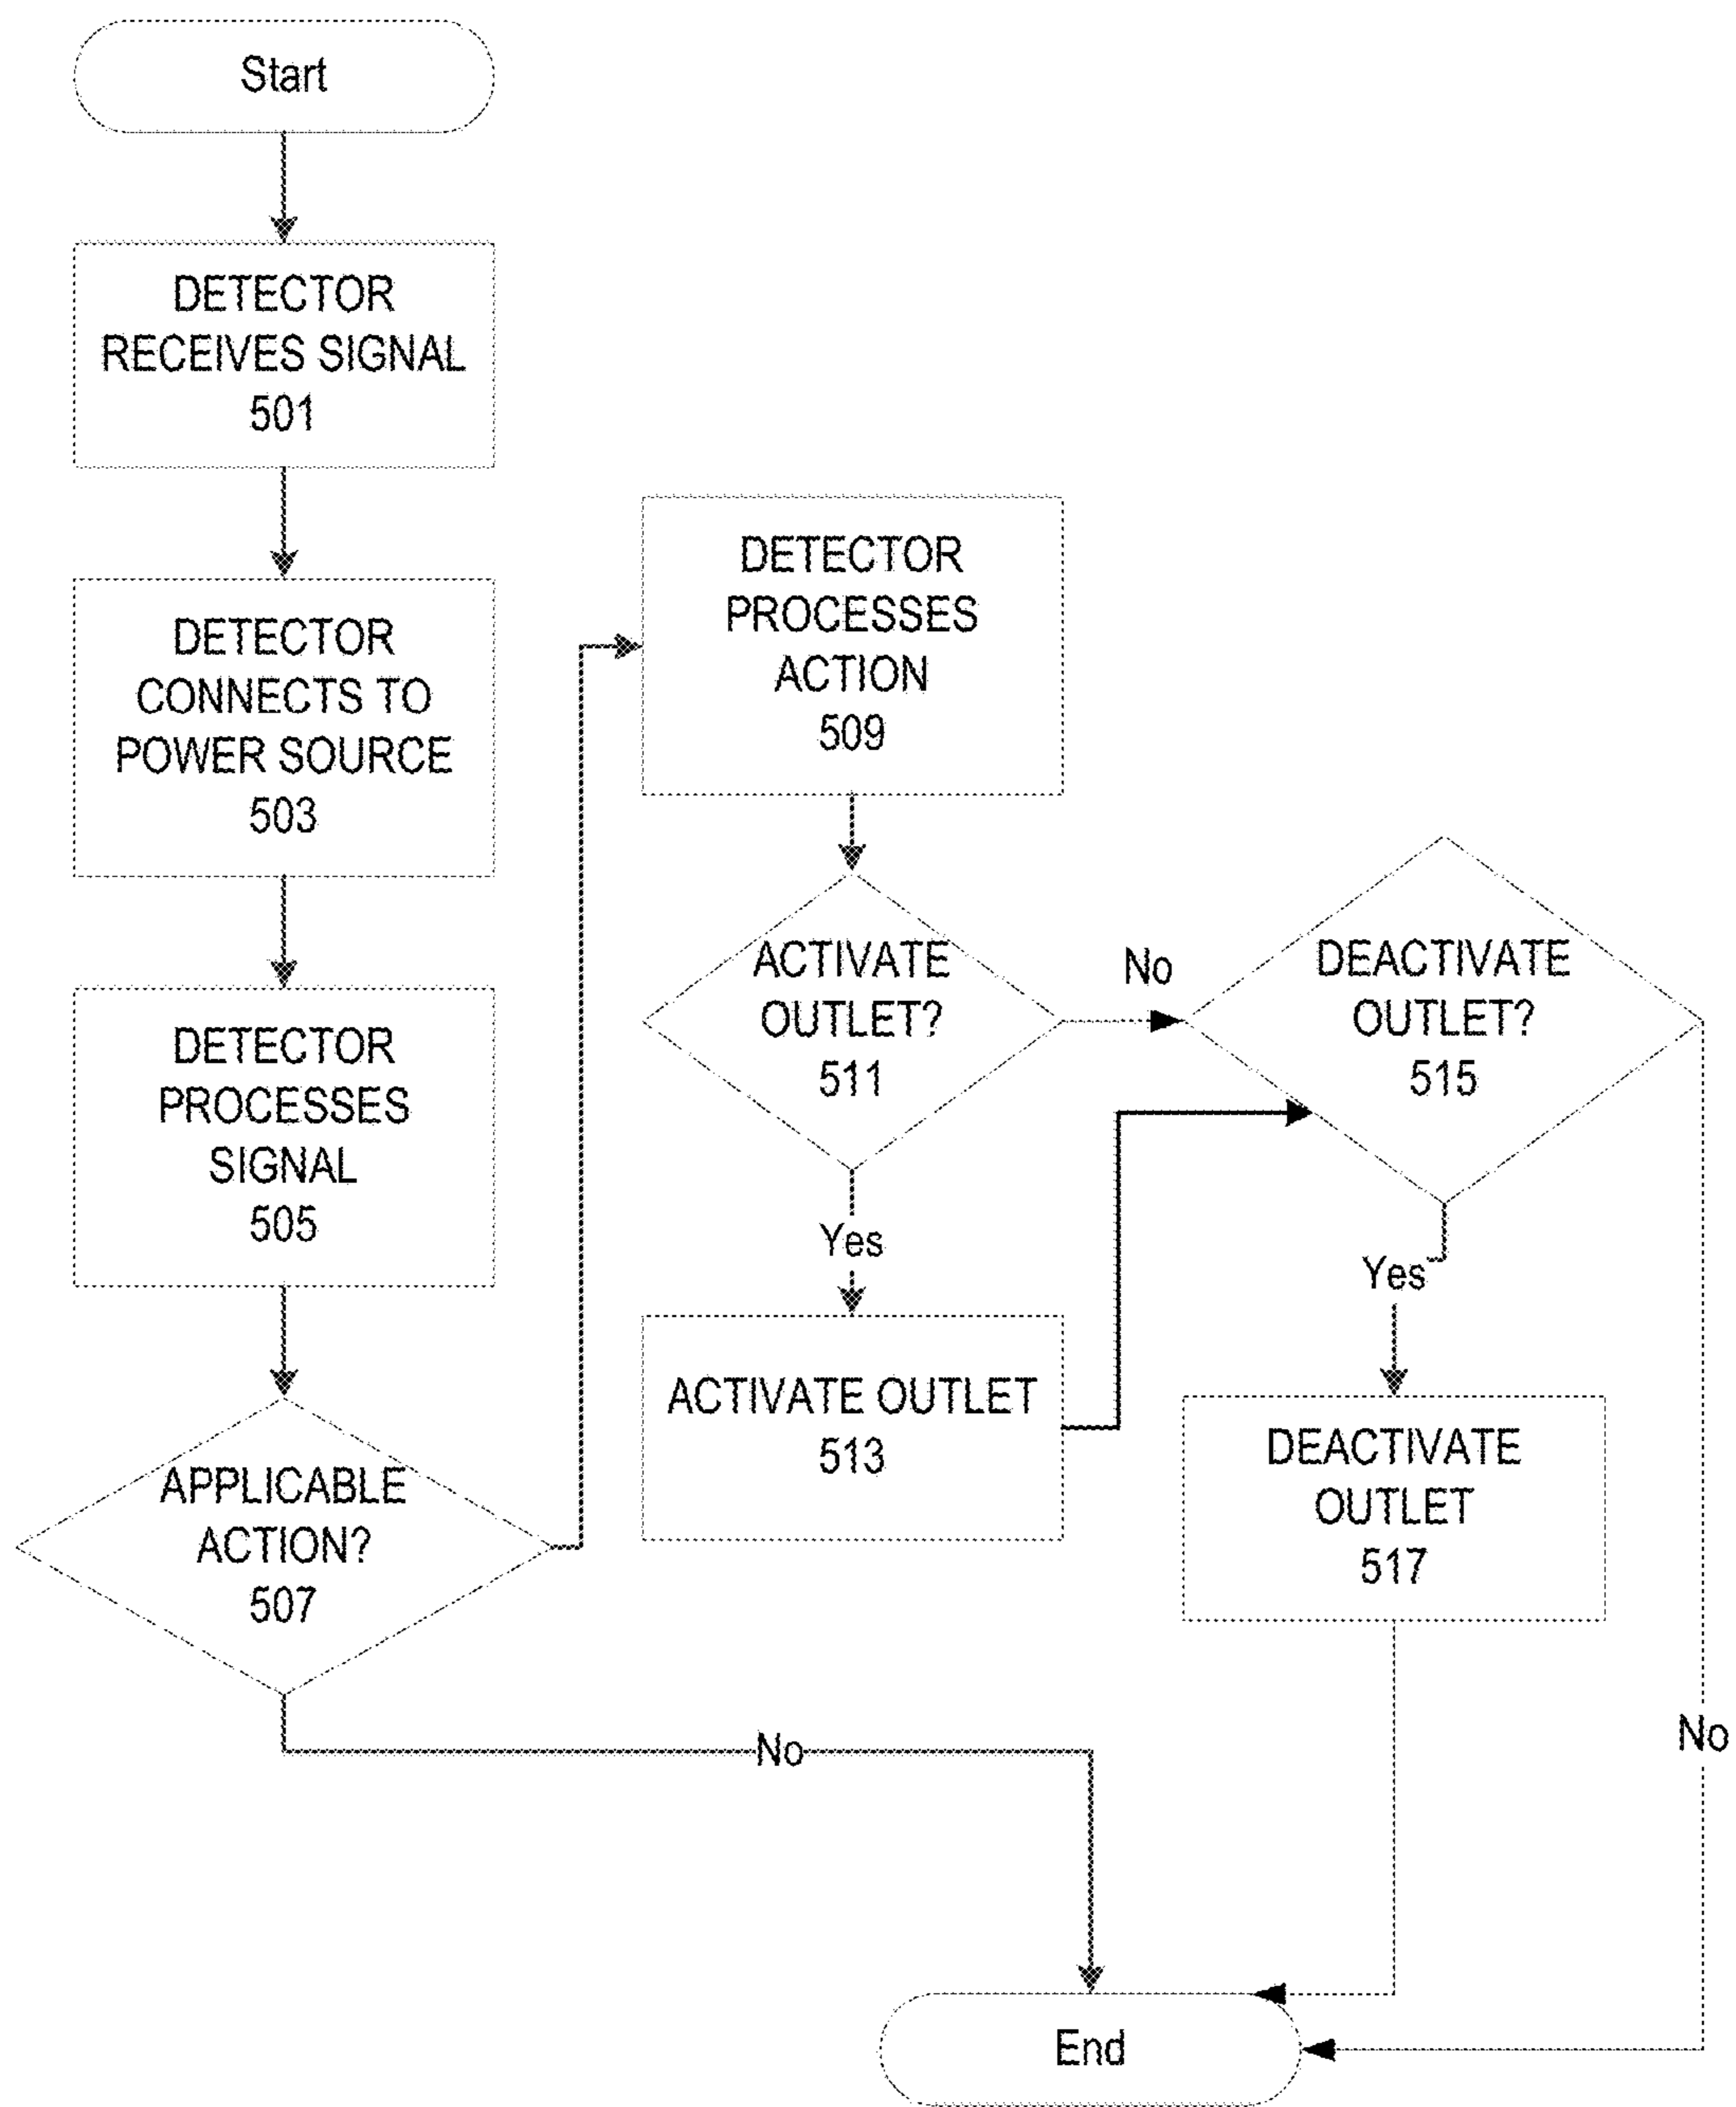 Start
DETECTOR
RECEIVES SIGNAL
501
DETECTOR
CONNECTS TO
POWER SOURCE
503
DETECTOR
PROCESSES
SIGNAL
505
APPLICABLE
ACTION?
507
No
DETECTOR
PROCESSES
ACTION
509
ACTIVATE
OUTLET?
511
No
Yes
ACTIVATE OUTLET
513
DEACTIVATE
OUTLET?
515
Yes
DEACTIVATE
OUTLET
517
No
End